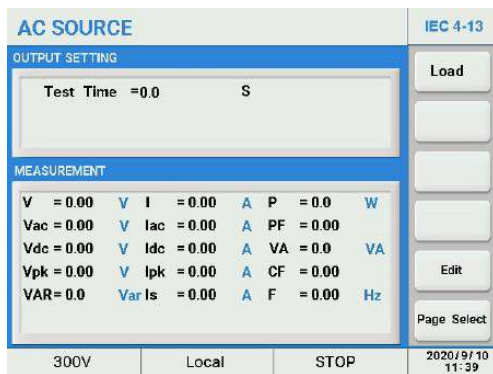 AC SOURCE IEC 4-13
OUTPUT SETTING
Load
Test Time =0.0 S
MEASUREMENT
V = 0.00 V I = 0.00 A P = 0.0 W
Vac = 0.00 V Iac = 0.00 A PF = 0.00
Vdc = 0.00 V Idc = 0.00 A VA = 0.0 VA
Vpk = 0.00 V Ipk = 0.00 A CF = 0.00
Edit
VAR= 0.0 Var Is = 0.00 A F = 0.00 Hz
Page Select
300V Local STOP 2020/9/10
11:39